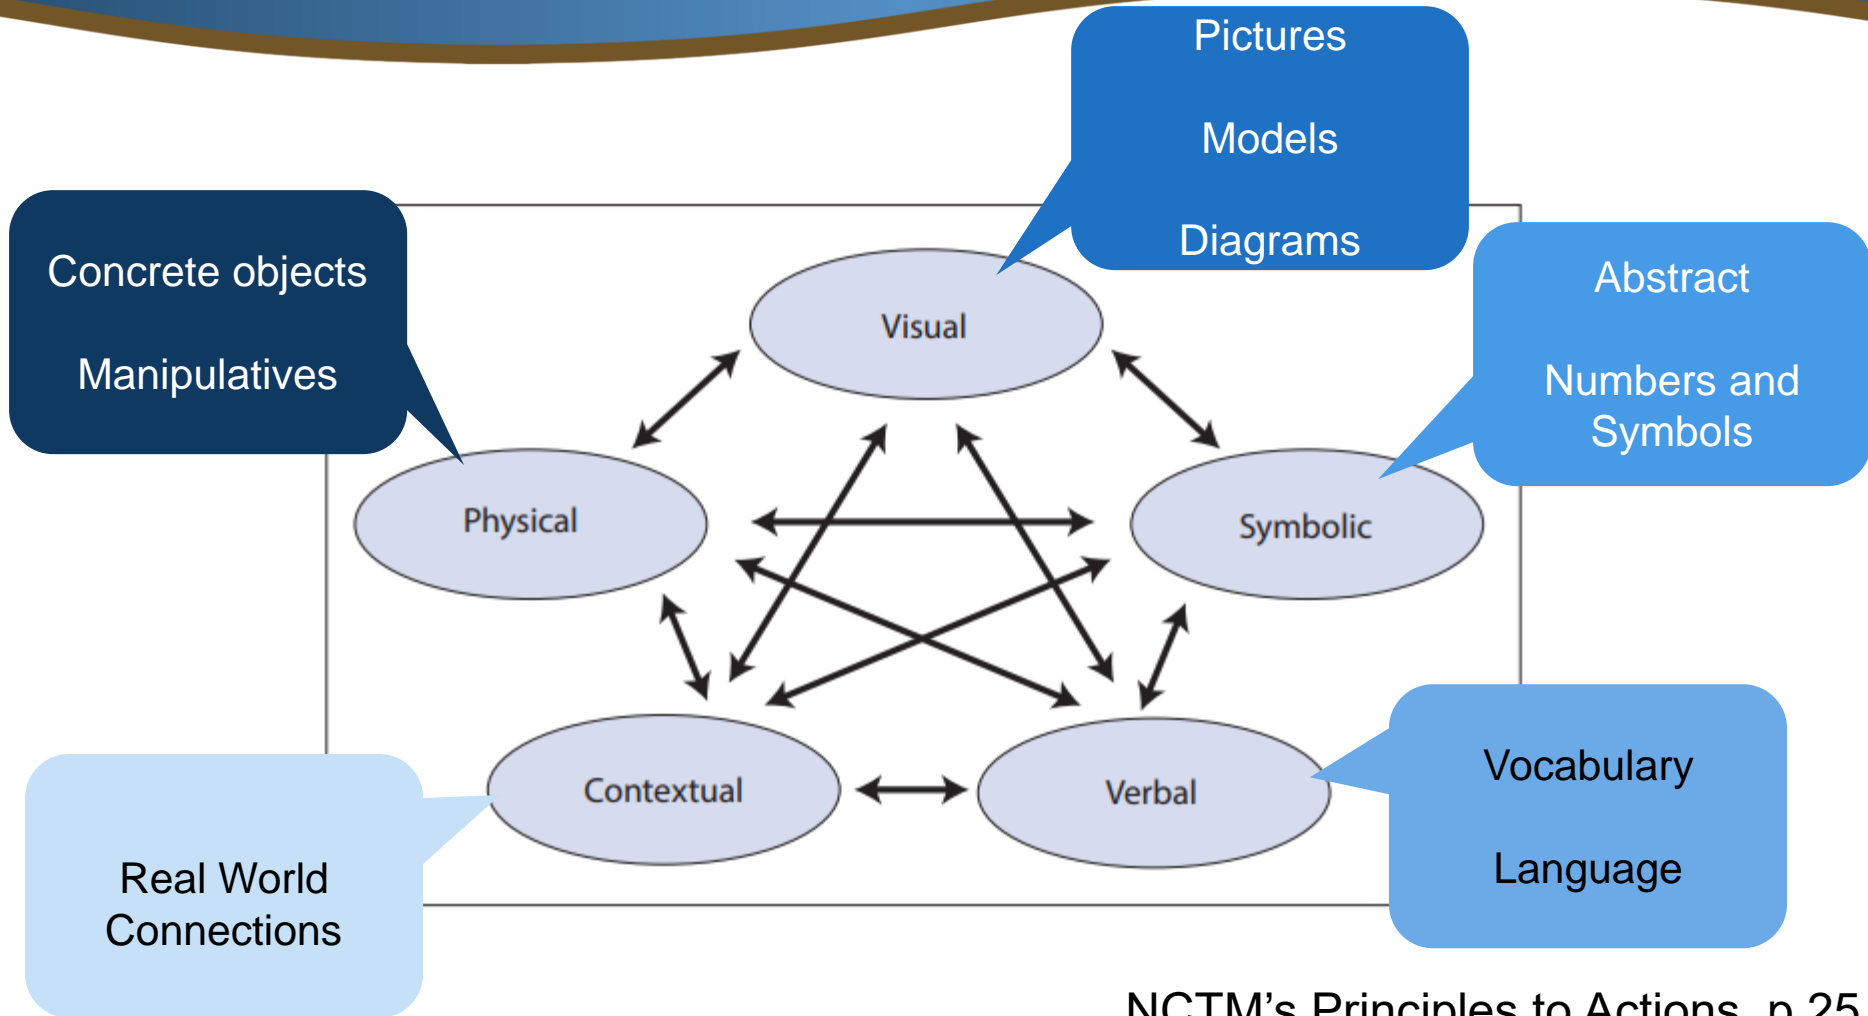 Pictures
Models
Diagrams
Concrete objects
Manipulatives
Abstract
Numbers and
Symbols
Visual
Physical
Symbolic
Contextual
Verbal
Real World
Connections
Vocabulary
Language
NCTM's Principles to Actions, p.25